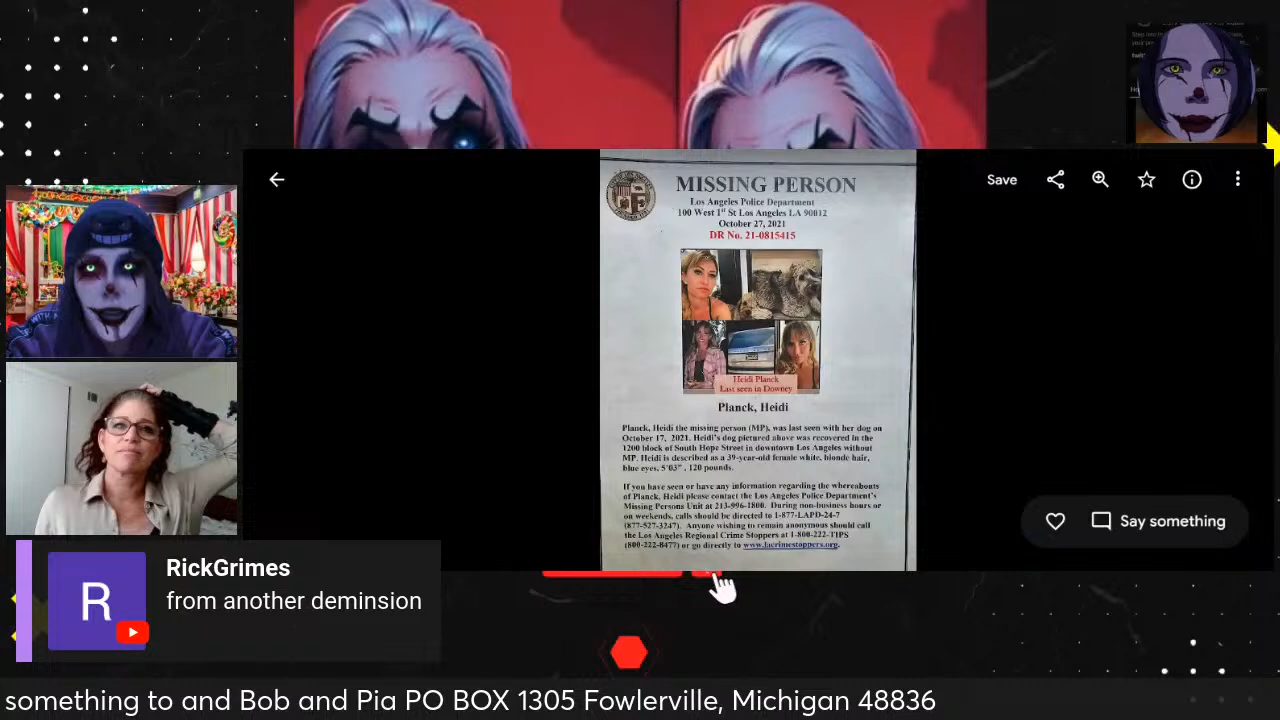 Save
MISSING PERSON
Los Angeles Police Department
100 West 1st St Los Angeles LA 90012
October 27, 2021
DR No. 21-0815415
Heidi Planck
Last seen in Downey
Planck, Heidi
Planck, Heidi the missing person (MP), was last seen with her dog on
October 17, 2021. Heidi's dog pictured above was recovered in the
1200 block of South Hope Street in downtown Los Angeles without
MP. Heidi is described as a 39-year-old female white, blonde hair,
blue eyes, 5'03", 120 pounds.
If you have seen or have any information regarding the whereabouts
of Planck, Heidi please contact the Los Angeles Police Department's
Missing Persons Unit at 213-996-1800. During non-business hours or
on weekends, calls should be directed to 1-877-LAPD-24-7
(877-527-3247). Anyone wishing to remain anonymous should call
the Los Angeles Regional Crime Stoppers at 1-800-222-TIPS
(800-222-8477) or go directly to www.lacrimestoppers.org.
Say something
R
RickGrimes
from another deminsion
something to and Bob and Pia PO BOX 1305 Fowlerville, Michigan 48836